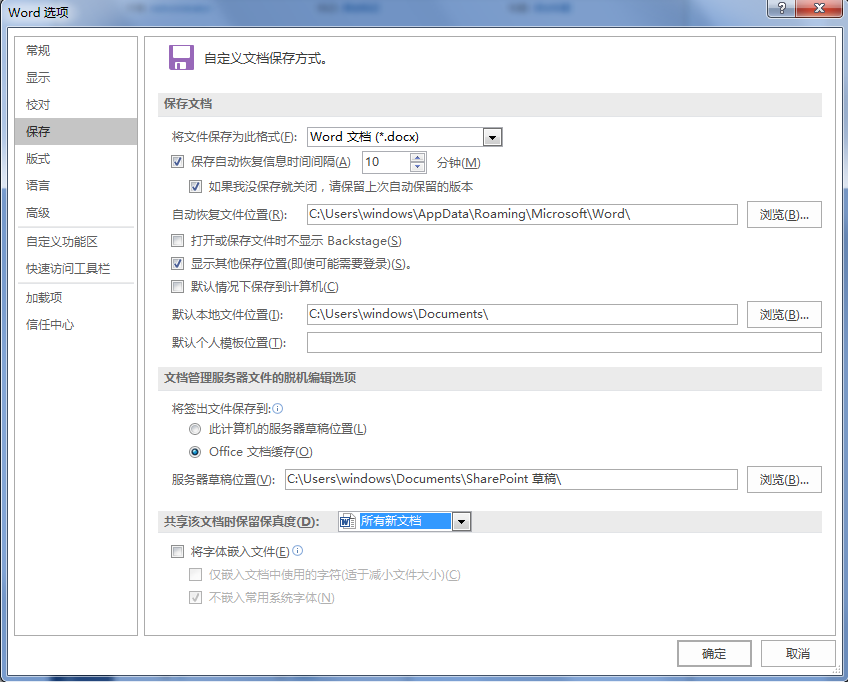 Word 选项
常规
显示
校对
保存
版式
语言
高级
自定义功能区
快速访问工具栏
加载项
信任中心
自定义文档保存方式。
保存文档
将文件保存为此格式(F): Word 文档 (*.docx)
保存自动恢复信息时间间隔(A) 10 分钟(M)
如果我没保存就关闭，请保留上次自动保留的版本
自动恢复文件位置(R): C:\Users\windows\AppData\Roaming\Microsoft\Word\ 浏览(B)...
打开或保存文件时不显示 Backstage(S)
显示其他保存位置(即使可能需要登录)(S)。
默认情况下保存到计算机(C)
默认本地文件位置(I): C:\Users\windows\Documents\ 浏览(B)...
默认个人模板位置(T):
文档管理服务器文件的脱机编辑选项
将签出文件保存到:
此计算机的服务器草稿位置(L)
Office 文档缓存(O)
服务器草稿位置(V): C:\Users\windows\Documents\SharePoint 草稿\ 浏览(B)...
共享该文档时保留保真度(D): 所有新文档
将字体嵌入文件(E)
仅嵌入文档中使用的字符(适于减小文件大小)(C)
不嵌入常用系统字体(N)
确定 取消